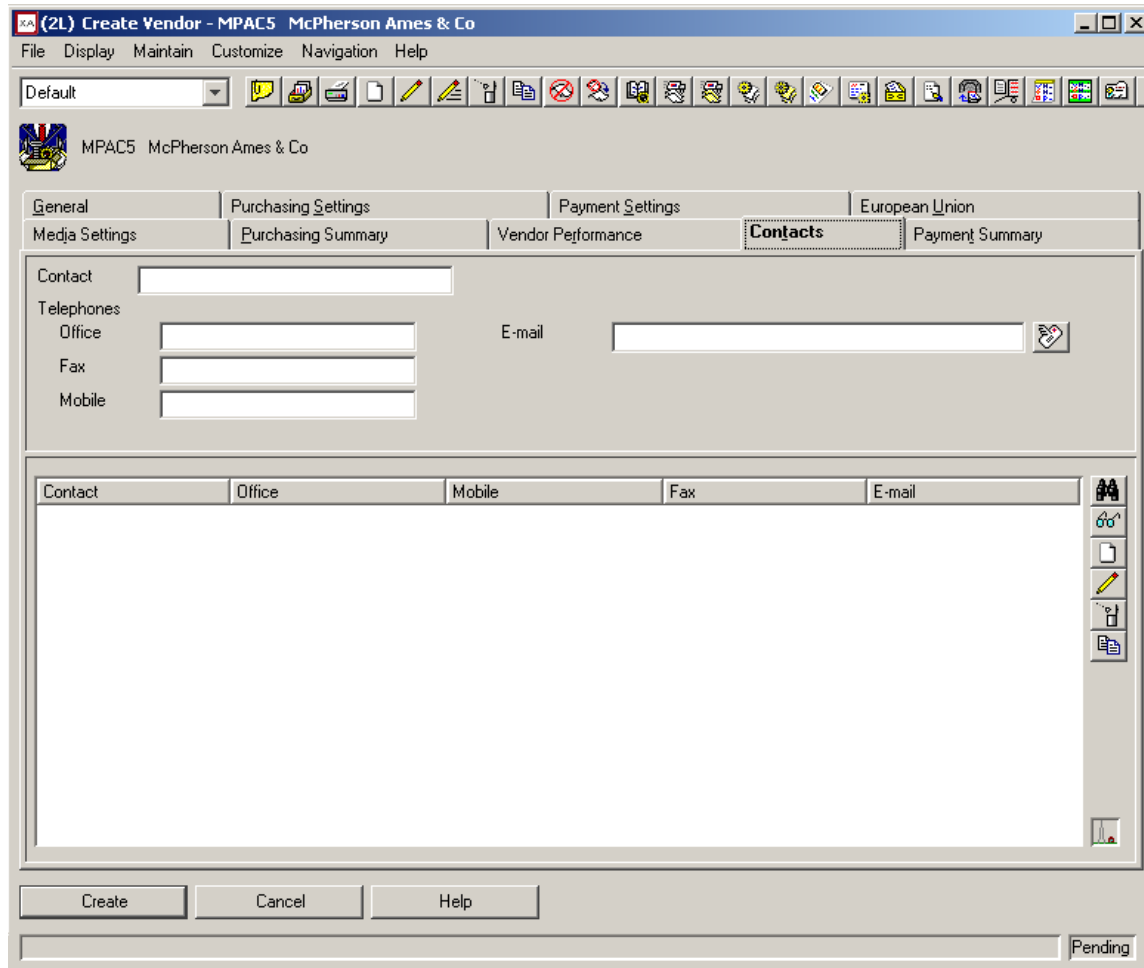 XA (2L) Create Vendor - MPAC5 McPherson Ames & Co
File Display Maintain Customize Navigation Help
Default
MPAC5 McPherson Ames & Co
General Purchasing Settings Payment Settings European Union
Media Settings Purchasing Summary Vendor Performance Contacts Payment Summary
Contact
Telephones
Office E-mail
Fax
Mobile
Contact Office Mobile Fax E-mail
Create Cancel Help
Pending